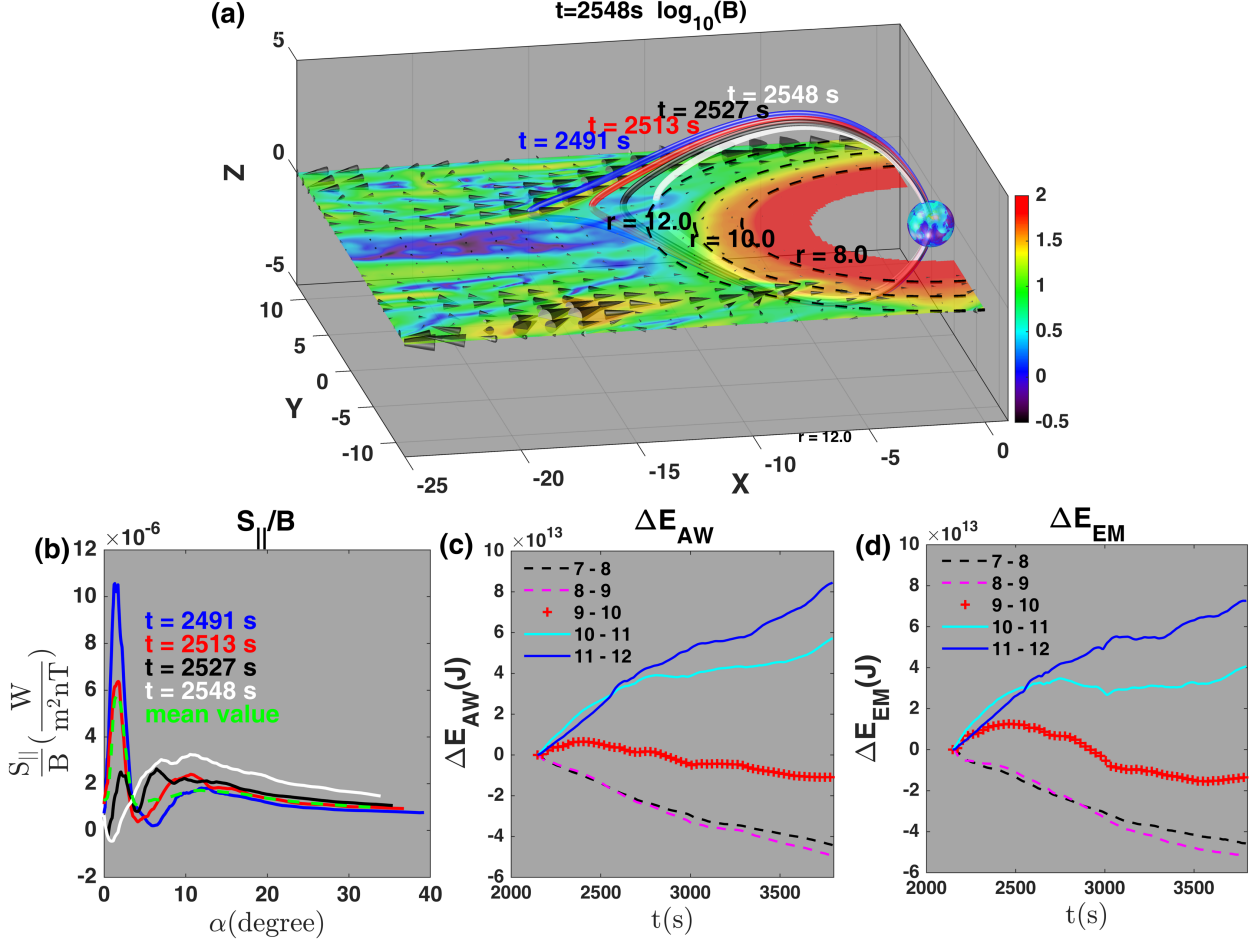 (a)
t=2548s log10(B)
5
0
-5
Z
t = 2548 s
t = 2527 s
t = 2513 s
t = 2491 s
r = 12.0
r = 10.0
r = 8.0
10
5
0
-5
-10
Y
-25
-20
-15
-10
-5
0
X
r = 12.0
2
1.5
1
0.5
0
-0.5
(b)
S||/B
×10-6
12
10
8
6
4
2
0
-2
S||/B (W/m2nT)
t = 2491 s
t = 2513 s
t = 2527 s
t = 2548 s
mean value
0 10 20 30 40
α(degree)
(c)
ΔEAW
×1013
10
8
6
4
2
0
-2
-4
-6
ΔEAW(J)
7 - 8
8 - 9
9 - 10
10 - 11
11 - 12
2000 2500 3000 3500
t(s)
(d)
ΔEEM
×1013
10
8
6
4
2
0
-2
-4
-6
ΔEEM(J)
7 - 8
8 - 9
9 - 10
10 - 11
11 - 12
2000 2500 3000 3500
t(s)